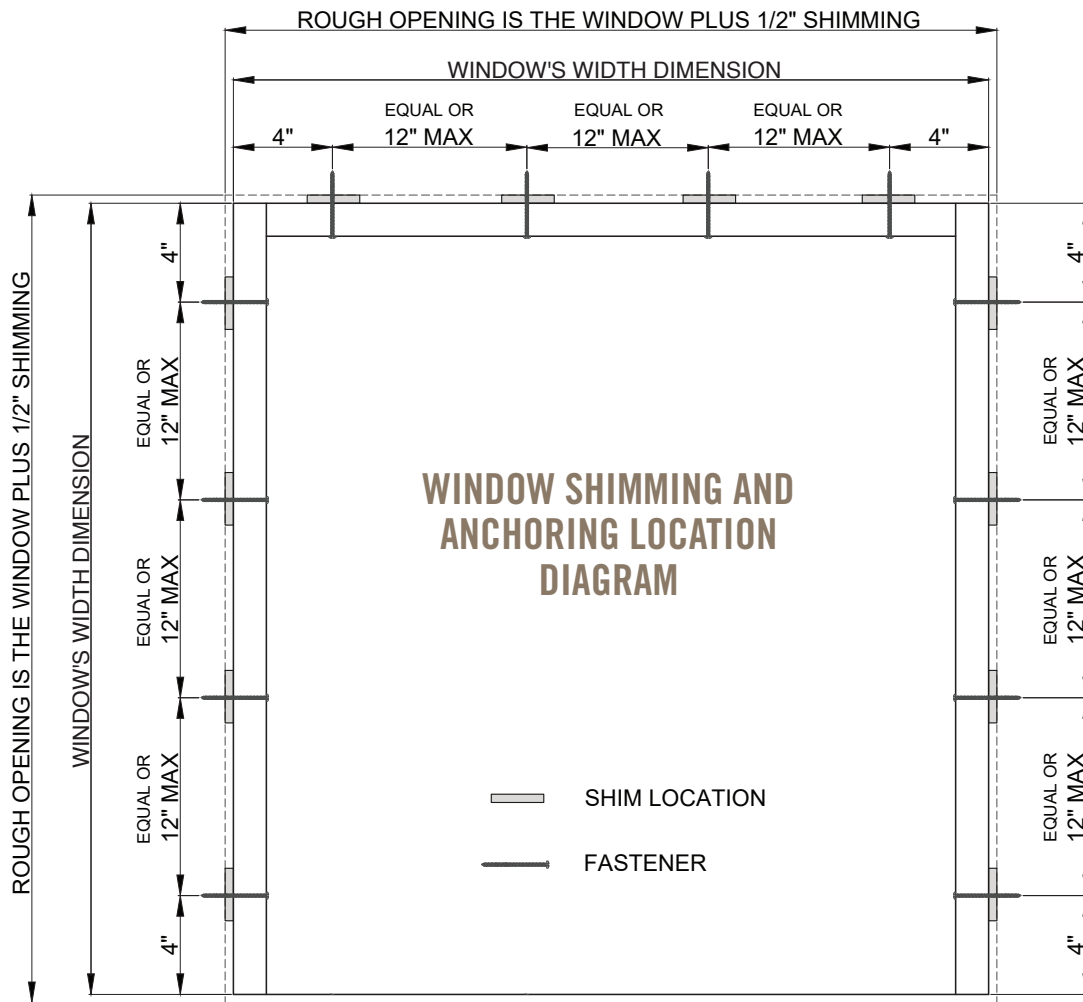 ROUGH OPENING IS THE WINDOW PLUS 1/2" SHIMMING
WINDOW'S WIDTH DIMENSION
EQUAL OR
EQUAL OR
EQUAL OR
4"
12" MAX
12" MAX
12" MAX
4"
ROUGH OPENING IS THE WINDOW PLUS 1/2" SHIMMING
WINDOW'S WIDTH DIMENSION
4"
EQUAL OR
12" MAX
EQUAL OR
12" MAX
EQUAL OR
12" MAX
4"
WINDOW SHIMMING AND
ANCHORING LOCATION
DIAGRAM
SHIM LOCATION
FASTENER
4"
EQUAL OR
12" MAX
EQUAL OR
12" MAX
EQUAL OR
12" MAX
4"